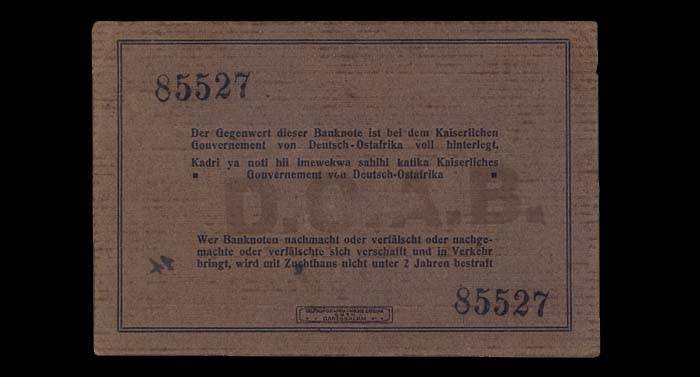 85527
Der Gegenwert dieser Banknote ist bei dem Kaiserlichen
Gouvernement von Deutsch-Ostafrika voll hinterlegt.
Kadri ya noti hii imewekwa sahihi katika Kaiserliches
Gouvernement von Deutsch-Ostafrika
D.O.A.B.
Wer Banknoten nachmacht oder verfälscht oder nachge-
machte oder verfälschte sich verschafft und in Verkehr
bringt, wird mit Zuchthaus nicht unter 2 Jahren bestraft
85527
DARESSALAM